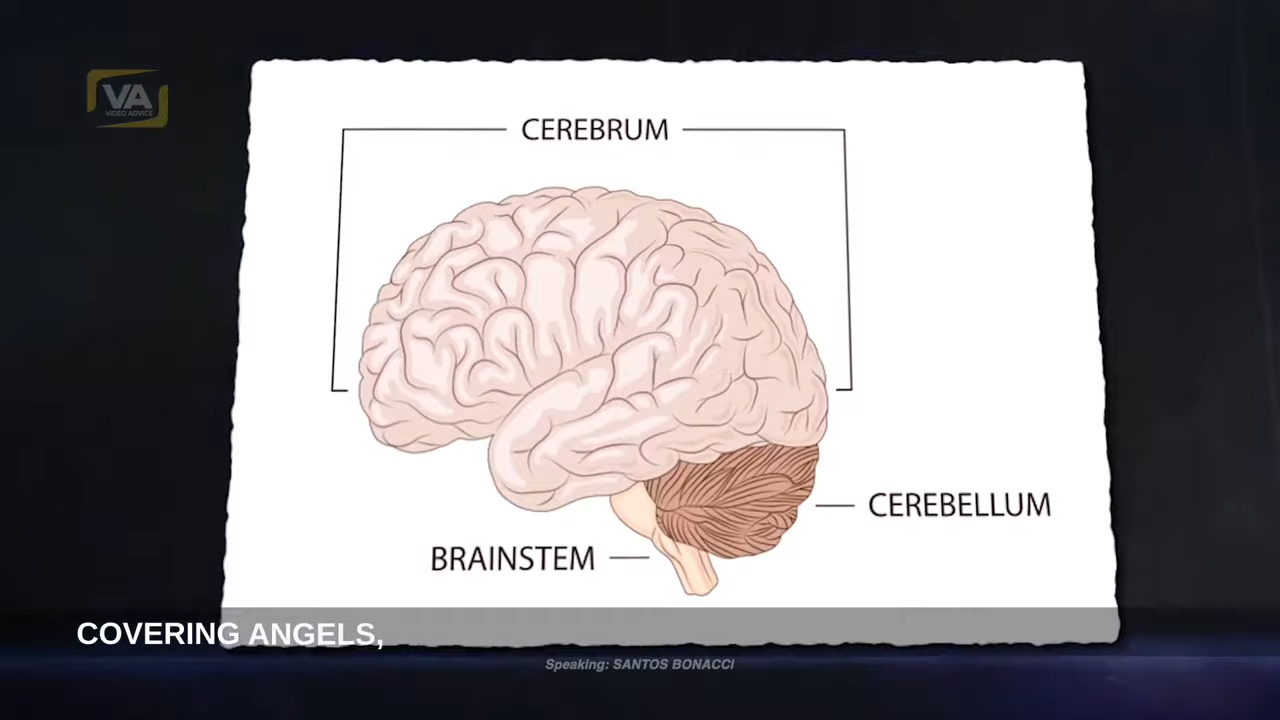 VA
VIDEO ADVICE
CEREBRUM
CEREBELLUM
BRAINSTEM
COVERING ANGELS,
Speaking: SANTOS BONACCI